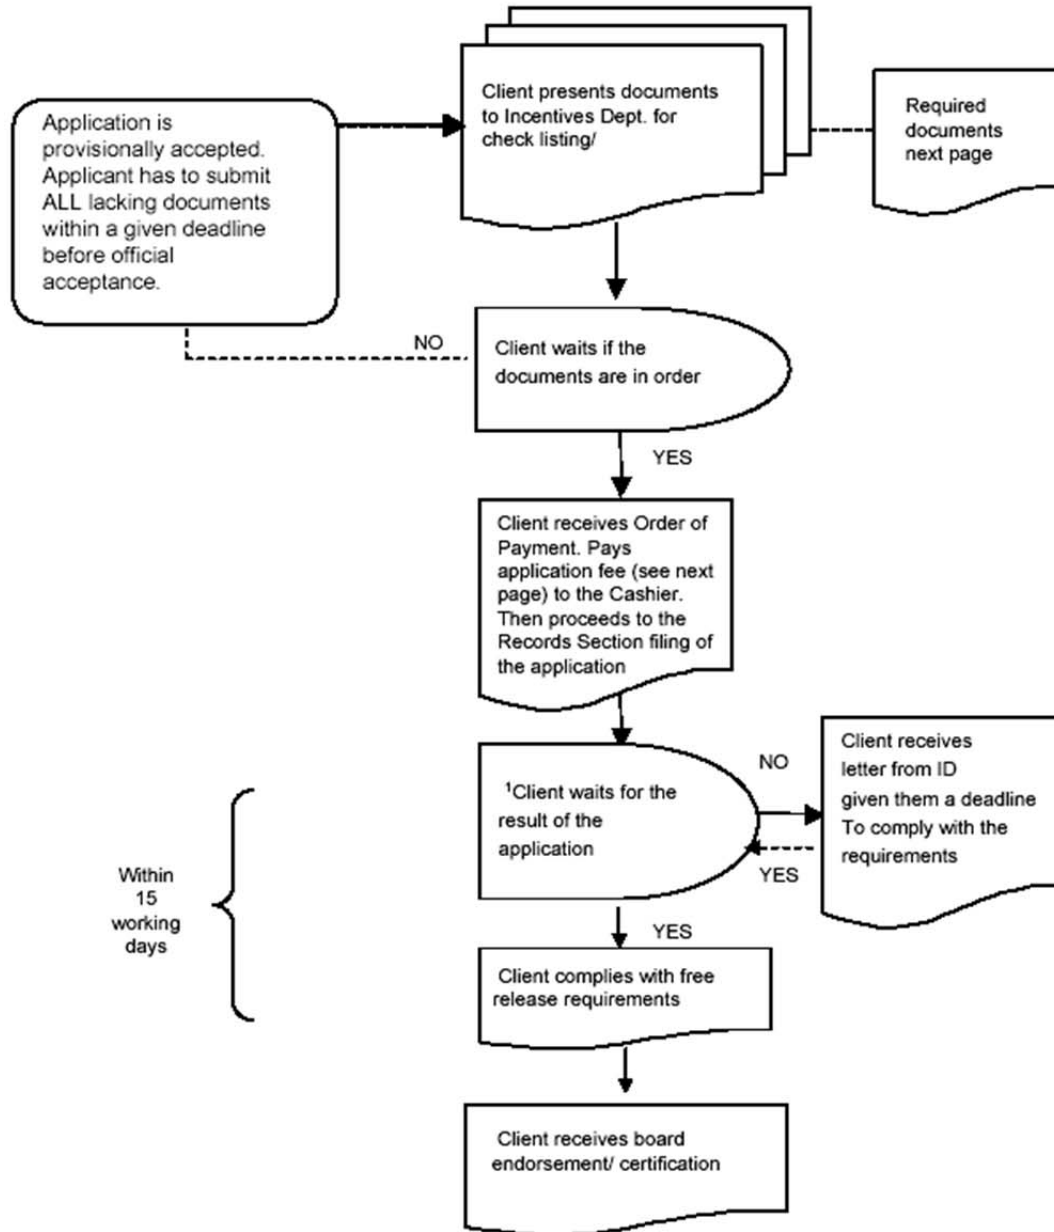 Client presents documents
to Incentives Dept. for
check listing/
Required
documents
next page
Application is
provisionally accepted.
Applicant has to submit
ALL lacking documents
within a given deadline
before official
acceptance.
NO
Client waits if the
documents are in order
YES
Client receives Order of
Payment. Pays
application fee (see next
page) to the Cashier.
Then proceeds to the
Records Section filing of
the application
¹Client waits for the
result of the
application
NO
YES
Client receives
letter from ID
given them a deadline
To comply with the
requirements
Within
15
working
days
YES
Client complies with free
release requirements
Client receives board
endorsement/ certification